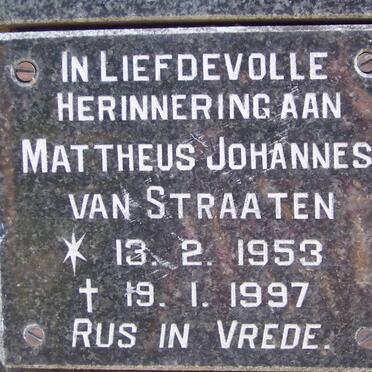 IN LIEFDEVOLLE
HERINNERING AAN
MATTHEUS JOHANNES
VAN STRAATEN
* 13. 2. 1953
† 19. 1. 1997
RUS IN VREDE.